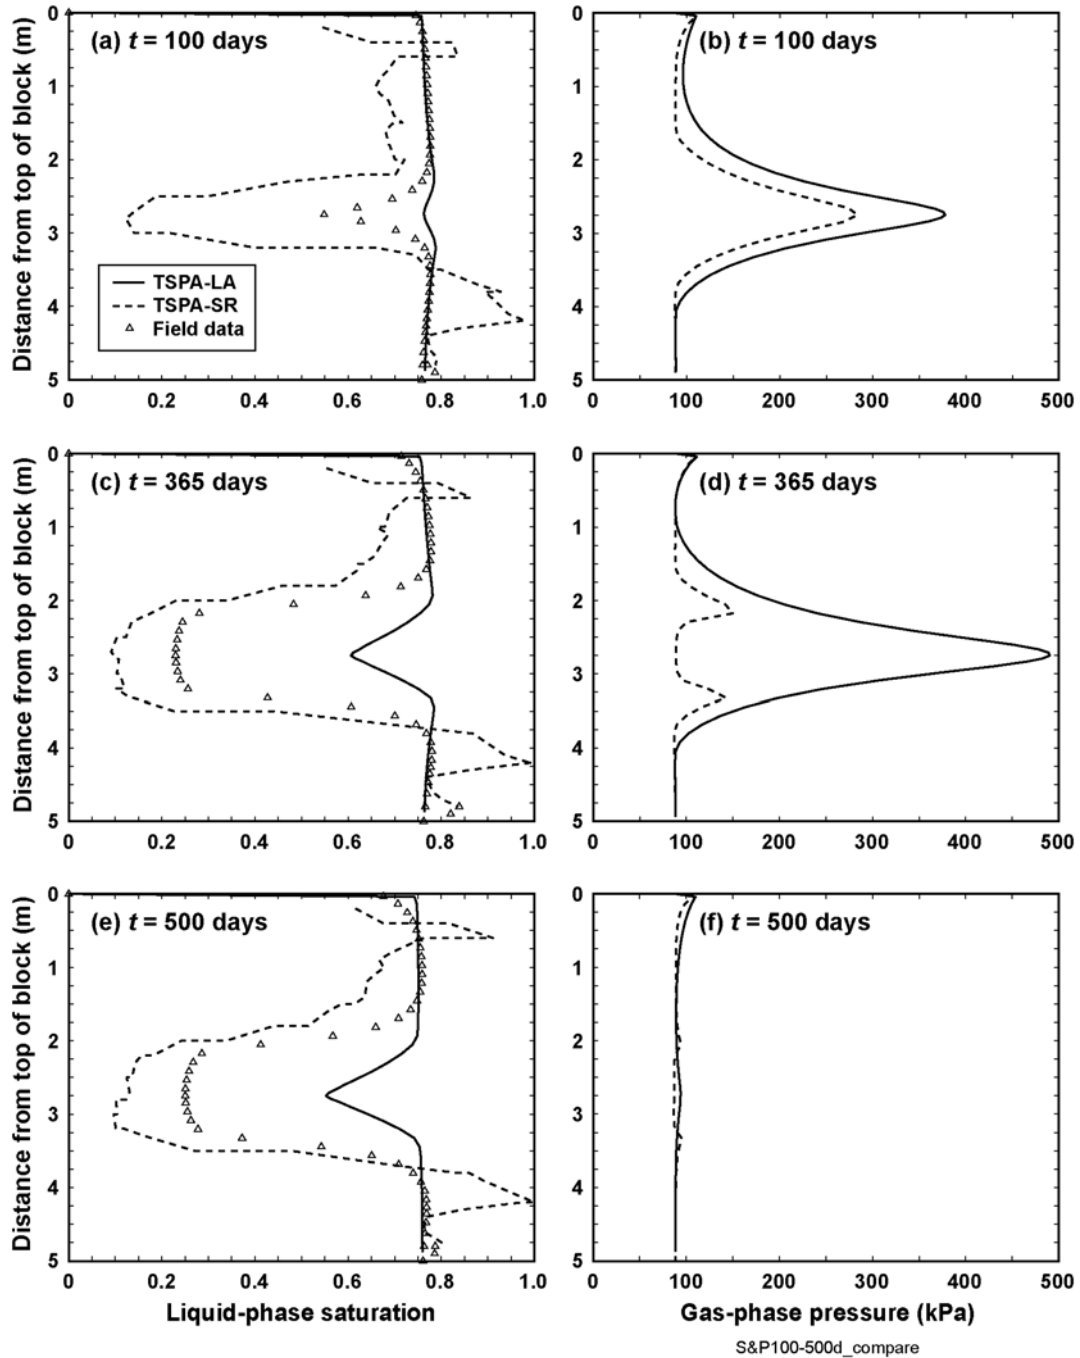 (a) t = 100 days
(b) t = 100 days
Distance from top of block (m)
0
1
2
3
4
5
TSPA-LA
TSPA-SR
Field data
0 0.2 0.4 0.6 0.8 1.0
0
1
2
3
4
5
0 100 200 300 400 500
(c) t = 365 days
(d) t = 365 days
Distance from top of block (m)
0
1
2
3
4
5
0 0.2 0.4 0.6 0.8 1.0
0
1
2
3
4
5
0 100 200 300 400 500
(e) t = 500 days
(f) t = 500 days
Distance from top of block (m)
0
1
2
3
4
5
0 0.2 0.4 0.6 0.8 1.0
0
1
2
3
4
5
0 100 200 300 400 500
Liquid-phase saturation
Gas-phase pressure (kPa)
S&P100-500d_compare